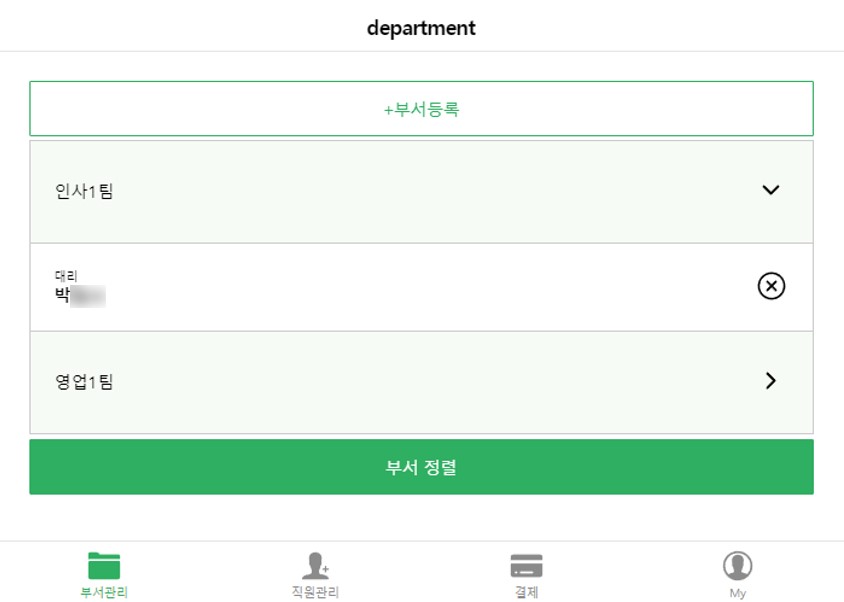 department
+부서등록
인사1팀
대리
박
영업1팀
부서 정렬
부서관리
직원관리
결제
My